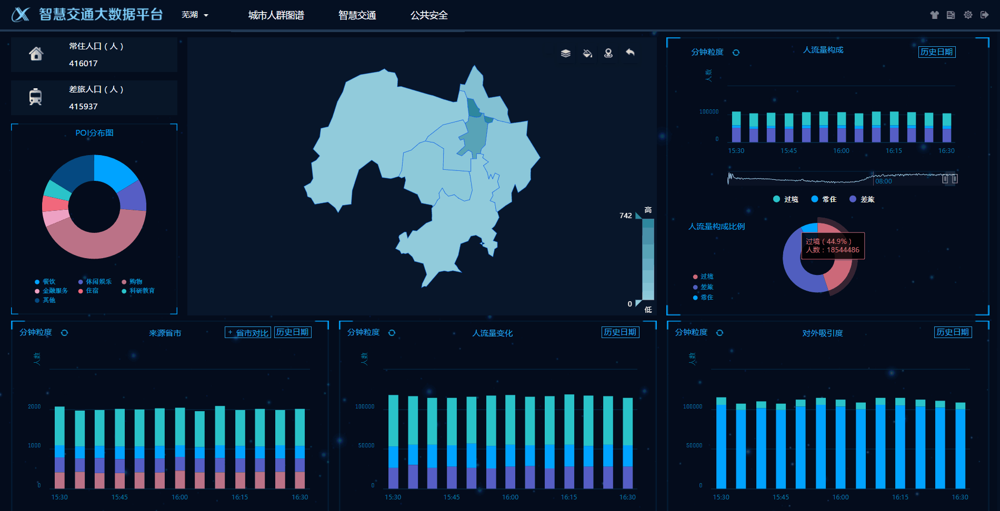 智慧交通大数据平台
芜湖
城市人群图谱
智慧交通
公共安全
常住人口（人）
416017
差旅人口（人）
415937
POI分布图
餐饮
休闲娱乐
购物
金融服务
住宿
科研教育
其他
高
742
0
低
分钟粒度
人流量构成
历史日期
人数
100000
0
15:30
15:45
16:00
16:15
16:30
08:00
过境
常住
差旅
人流量构成比例
过境（44.9%）
人数：18544486
过境
差旅
常住
分钟粒度
来源省市
+ 省市对比
历史日期
人数
2000
1000
0
15:30
15:45
16:00
16:15
16:30
分钟粒度
人流量变化
历史日期
人数
100000
50000
0
15:30
15:45
16:00
16:15
16:30
分钟粒度
对外吸引度
历史日期
人数
100000
50000
0
15:30
15:45
16:00
16:15
16:30